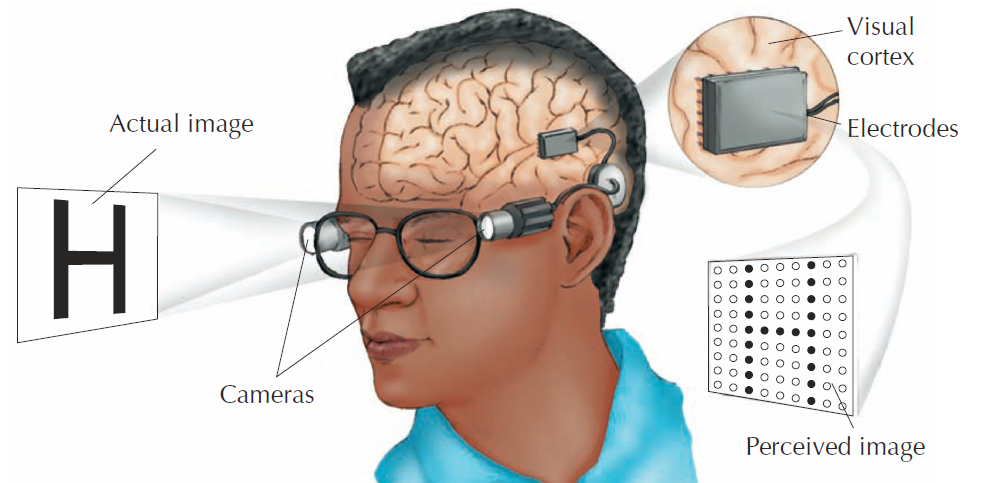 Visual
cortex
Actual image
Electrodes
H
Cameras
Perceived image